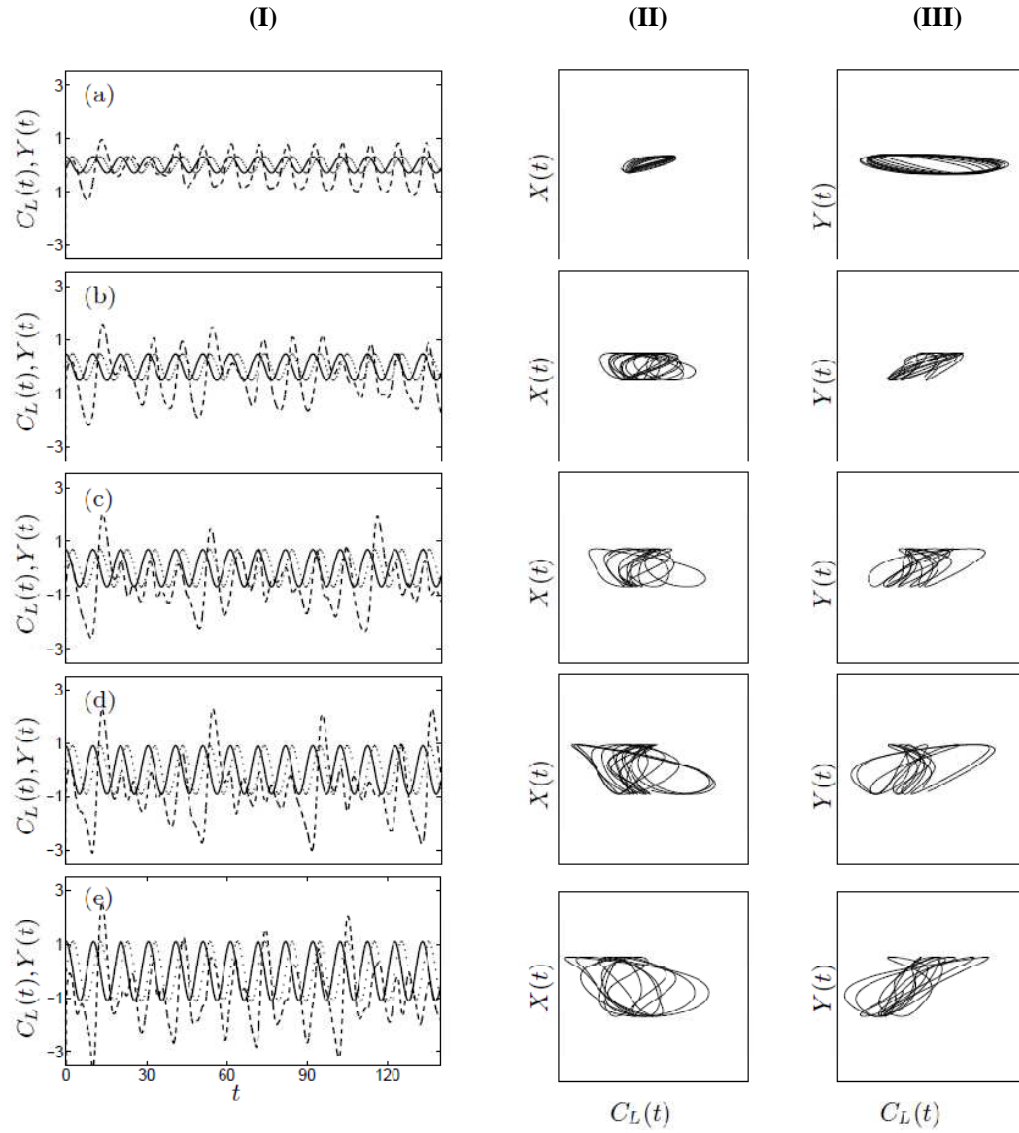 (I) (II) (III)
(a)
3
1
1
−3
C_L(t), Y(t)
X(t)
Y(t)
(b)
3
1
1
−3
C_L(t), Y(t)
X(t)
Y(t)
(c)
3
1
−1
−3
C_L(t), Y(t)
X(t)
Y(t)
(d)
3
1
−1
−3
C_L(t), Y(t)
X(t)
Y(t)
(e)
3
1
−1
−3
C_L(t), Y(t)
X(t)
Y(t)
0 30 60 90 120
t
C_L(t) C_L(t)